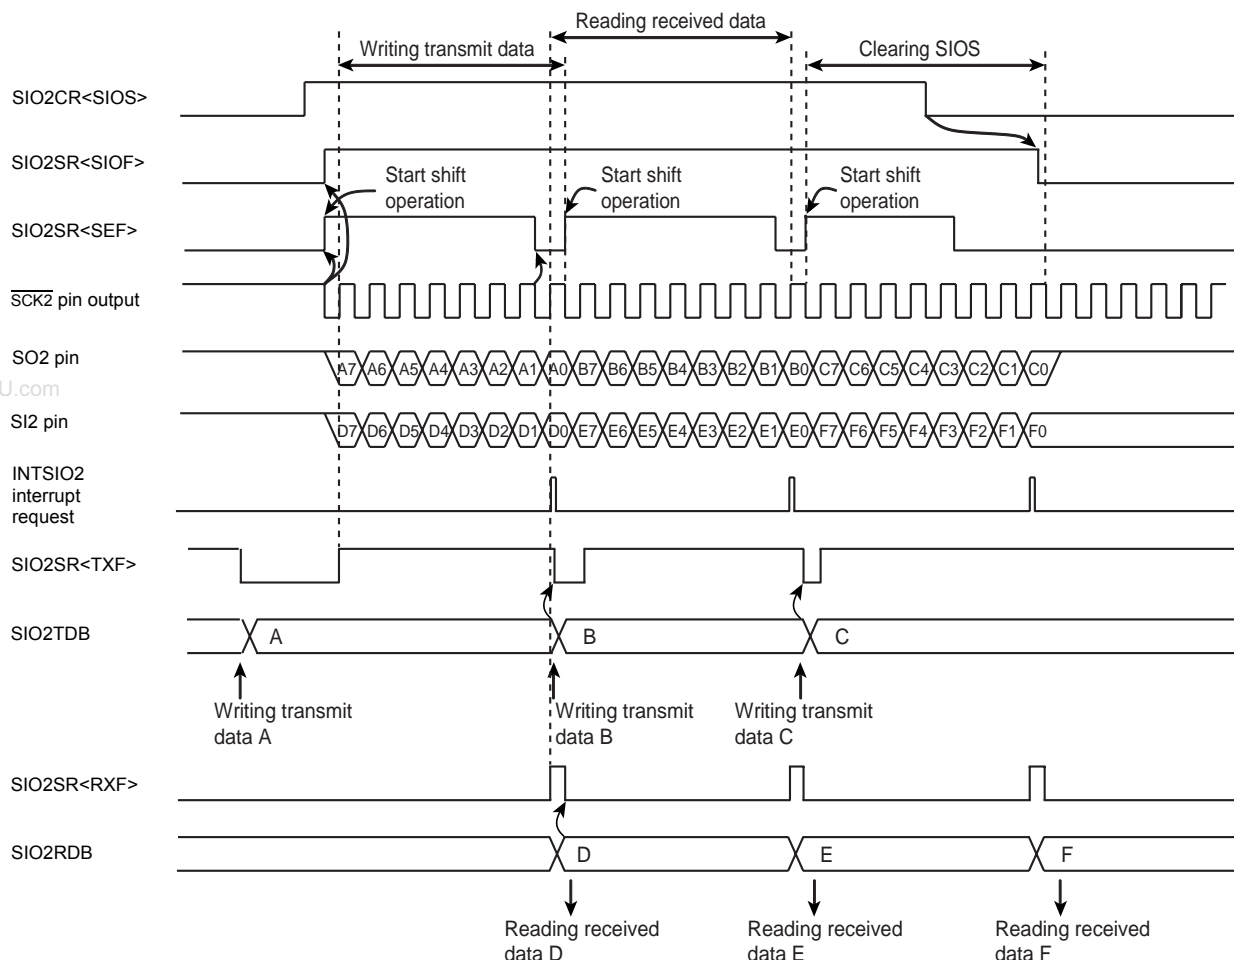 Reading received data
Writing transmit data
Clearing SIOS
SIO2CR<SIOS>
SIO2SR<SIOF>
Start shift
operation
Start shift
operation
Start shift
operation
SIO2SR<SEF>
SCK2 pin output
SO2 pin
A7 A6 A5 A4 A3 A2 A1 A0 B7 B6 B5 B4 B3 B2 B1 B0 C7 C6 C5 C4 C3 C2 C1 C0
U.com
SI2 pin
D7 D6 D5 D4 D3 D2 D1 D0 E7 E6 E5 E4 E3 E2 E1 E0 F7 F6 F5 F4 F3 F2 F1 F0
INTSIO2
interrupt
request
SIO2SR<TXF>
SIO2TDB
A B C
Writing transmit
data A
Writing transmit
data B
Writing transmit
data C
SIO2SR<RXF>
SIO2RDB
D E F
Reading received
data D
Reading received
data E
Reading received
data F